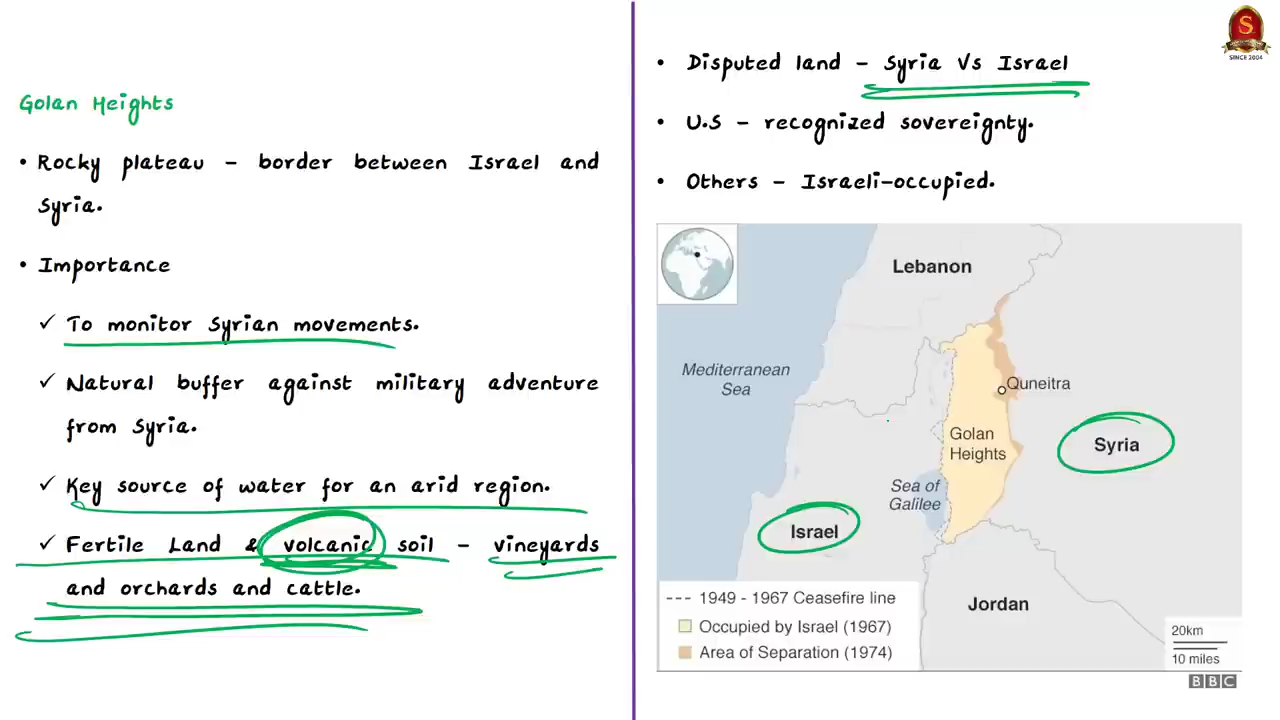 Golan Heights
• Rocky plateau – border between Israel and
Syria.
• Importance
✓ To monitor Syrian movements.
✓ Natural buffer against military adventure
from Syria.
✓ Key source of water for an arid region.
✓ Fertile Land & volcanic soil – vineyards
and orchards and cattle.
• Disputed land – Syria Vs Israel
• U.S – recognized sovereignty.
• Others – Israeli-occupied.
Lebanon
Mediterranean
Sea
Quneitra
Golan
Heights
Syria
Sea of
Galilee
Israel
Jordan
1949 - 1967 Ceasefire line
Occupied by Israel (1967)
Area of Separation (1974)
20km
10 miles
BBC
S
SINCE 2004